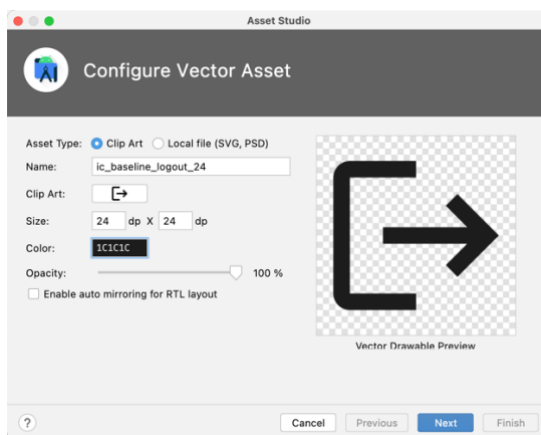 Asset Studio
Configure Vector Asset
Asset Type: Clip Art Local file (SVG, PSD)
Name: ic_baseline_logout_24
Clip Art:
Size: 24 dp X 24 dp
Color: 1C1C1C
Opacity: 100 %
Enable auto mirroring for RTL layout
Vector Drawable Preview
? Cancel Previous Next Finish